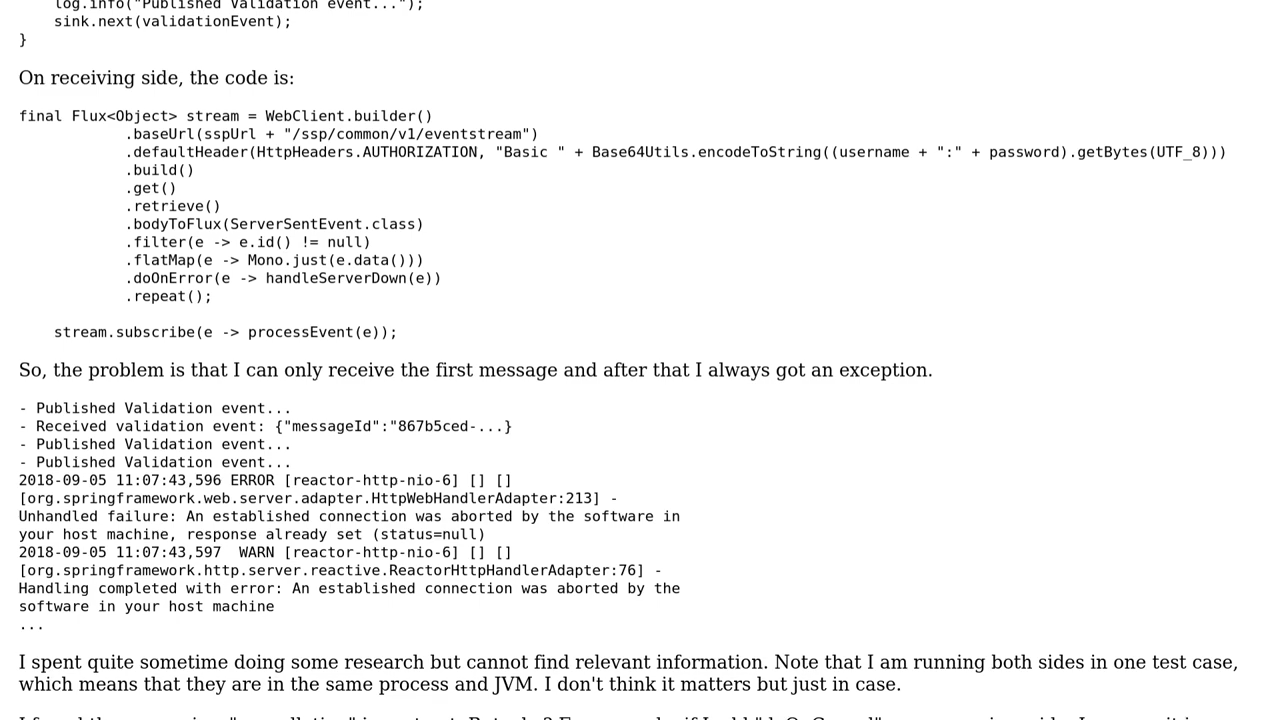 log.info("Published Validation event...");
    sink.next(validationEvent);
}
On receiving side, the code is:
final Flux<Object> stream = WebClient.builder()
            .baseUrl(sspUrl + "/ssp/common/v1/eventstream")
            .defaultHeader(HttpHeaders.AUTHORIZATION, "Basic " + Base64Utils.encodeToString((username + ":" + password).getBytes(UTF_8)))
            .build()
            .get()
            .retrieve()
            .bodyToFlux(ServerSentEvent.class)
            .filter(e -> e.id() != null)
            .flatMap(e -> Mono.just(e.data()))
            .doOnError(e -> handleServerDown(e))
            .repeat();
    stream.subscribe(e -> processEvent(e));
So, the problem is that I can only receive the first message and after that I always got an exception.
- Published Validation event...
- Received validation event: {"messageId":"867b5ced-...}
- Published Validation event...
- Published Validation event...
2018-09-05 11:07:43,596 ERROR [reactor-http-nio-6] [] []
[org.springframework.web.server.adapter.HttpWebHandlerAdapter:213] -
Unhandled failure: An established connection was aborted by the software in
your host machine, response already set (status=null)
2018-09-05 11:07:43,597  WARN [reactor-http-nio-6] [] []
[org.springframework.http.server.reactive.ReactorHttpHandlerAdapter:76] -
Handling completed with error: An established connection was aborted by the
software in your host machine
...
I spent quite sometime doing some research but cannot find relevant information. Note that I am running both sides in one test case,
which means that they are in the same process and JVM. I don't think it matters but just in case.